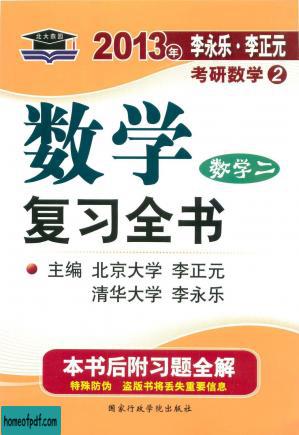 北大燕园
2013年 李永乐·李正元
考研数学②
数学
数学二
复习全书
主编 北京大学 李正元
清华大学 李永乐
本书后附习题全解
特殊防伪 盗版书将丢失重要信息
国家行政学院出版社
homeofpdf.com